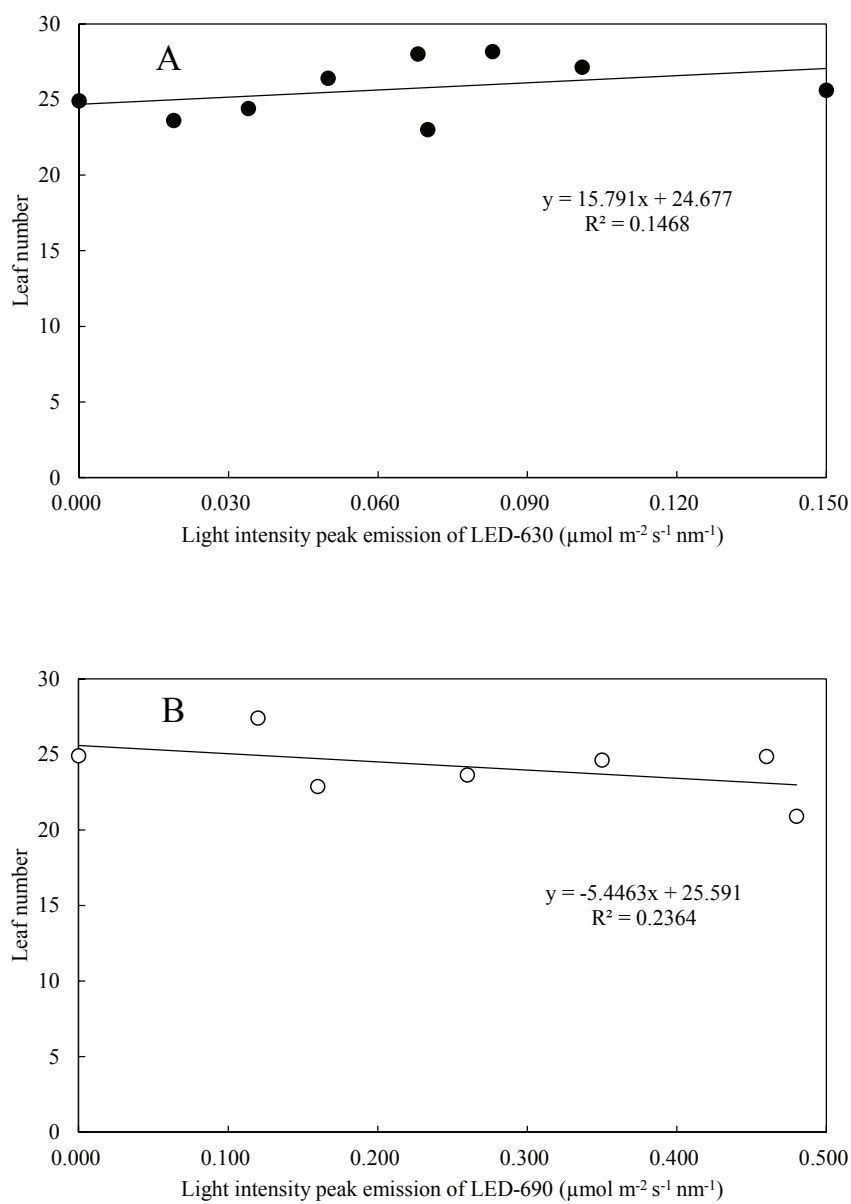 30
A
25
20
y = 15.791x + 24.677
R² = 0.1468
15
Leaf number
10
5
0
0.000 0.030 0.060 0.090 0.120 0.150
Light intensity peak emission of LED-630 (µmol m⁻² s⁻¹ nm⁻¹)
30
B
25
20
y = -5.4463x + 25.591
R² = 0.2364
15
Leaf number
10
5
0
0.000 0.100 0.200 0.300 0.400 0.500
Light intensity peak emission of LED-690 (µmol m⁻² s⁻¹ nm⁻¹)